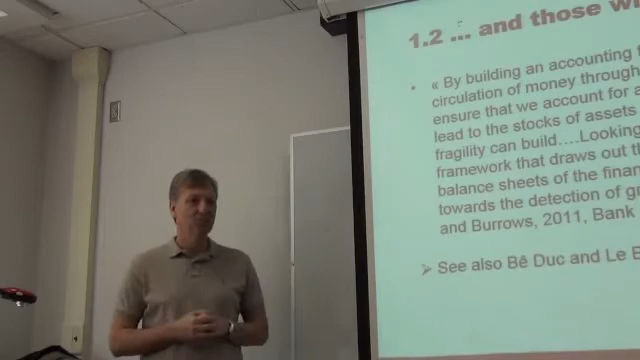 1.2 ... and those wi
• « By building an accounting f
circulation of money through
ensure that we account for a
lead to the stocks of assets
fragility can build....Looking
framework that draws out th
balance sheets of the finan
towards the detection of g
and Burrows, 2011, Bank
➢ See also Bê Duc and Le B